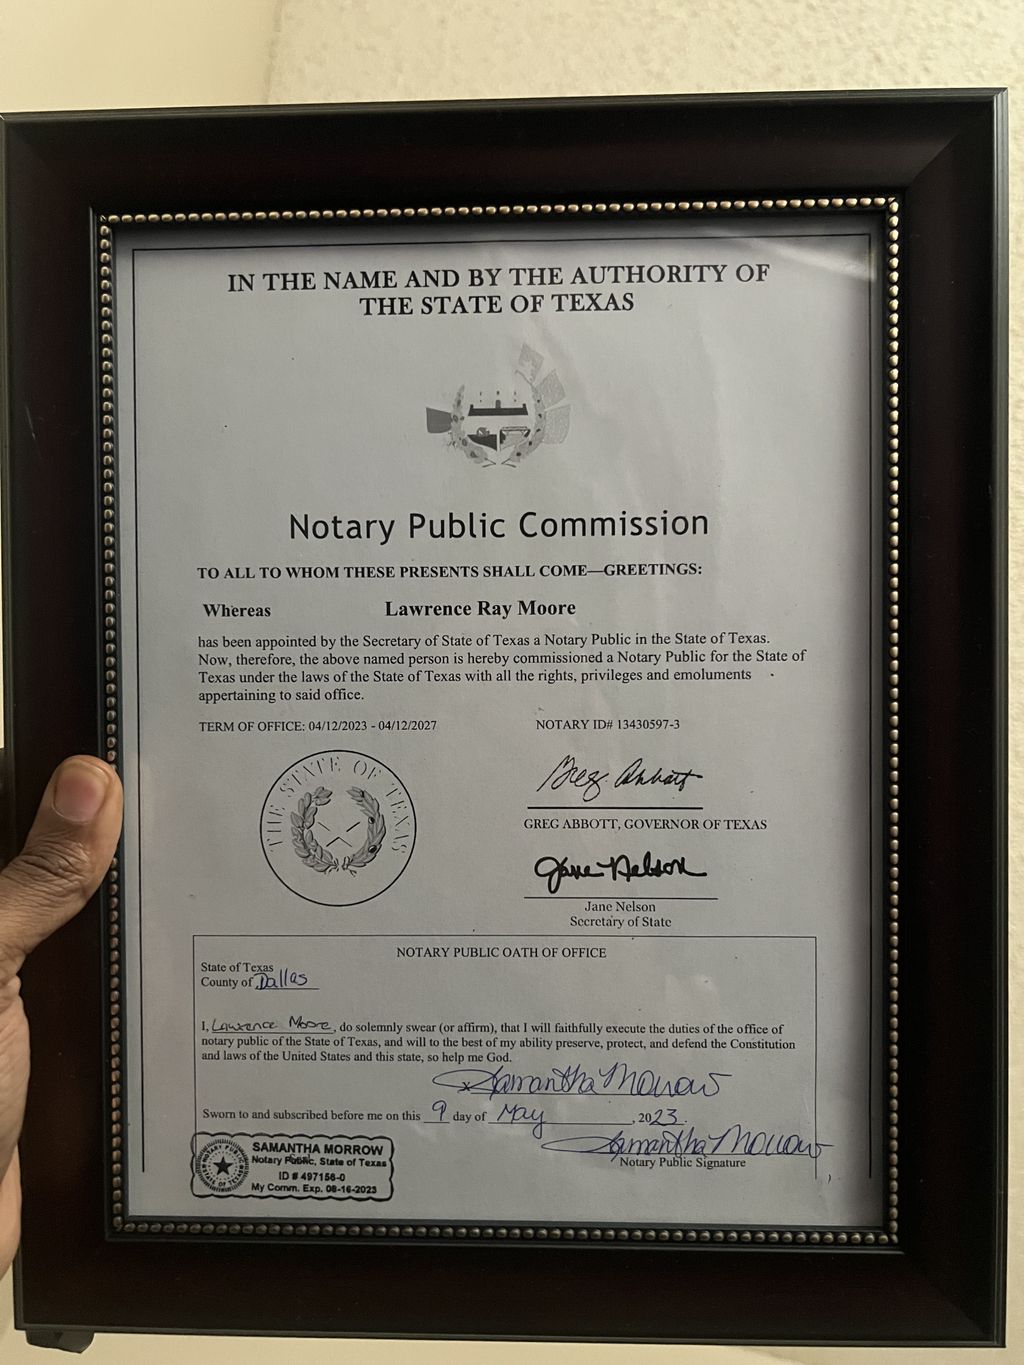 IN THE NAME AND BY THE AUTHORITY OF
THE STATE OF TEXAS
Notary Public Commission
TO ALL TO WHOM THESE PRESENTS SHALL COME—GREETINGS:
Whereas Lawrence Ray Moore
has been appointed by the Secretary of State of Texas a Notary Public in the State of Texas.
Now, therefore, the above named person is hereby commissioned a Notary Public for the State of
Texas under the laws of the State of Texas with all the rights, privileges and emoluments
appertaining to said office.
TERM OF OFFICE: 04/12/2023 - 04/12/2027 NOTARY ID# 13430597-3
THE STATE OF TEXAS
Greg Abbott
GREG ABBOTT, GOVERNOR OF TEXAS
Jane Nelson
Jane Nelson
Secretary of State
NOTARY PUBLIC OATH OF OFFICE
State of Texas
County of Dallas
I, Lawrence Moore, do solemnly swear (or affirm), that I will faithfully execute the duties of the office of
notary public of the State of Texas, and will to the best of my ability preserve, protect, and defend the Constitution
and laws of the United States and this state, so help me God.
x Samantha Morrow
Sworn to and subscribed before me on this 9 day of May, 2023.
Samantha Morrow
Notary Public Signature
NOTARY PUBLIC
STATE OF TEXAS
SAMANTHA MORROW
Notary Public, State of Texas
ID # 497156-0
My Comm. Exp. 08-16-2023